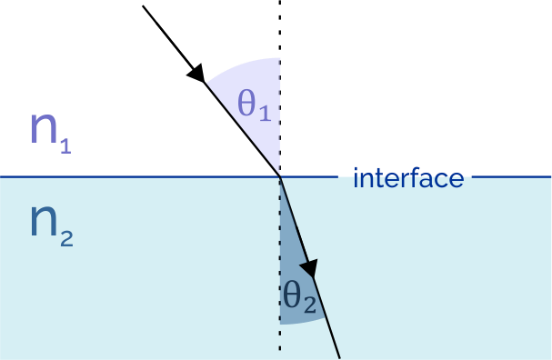 θ₁
n₁
interface
n₂
θ₂